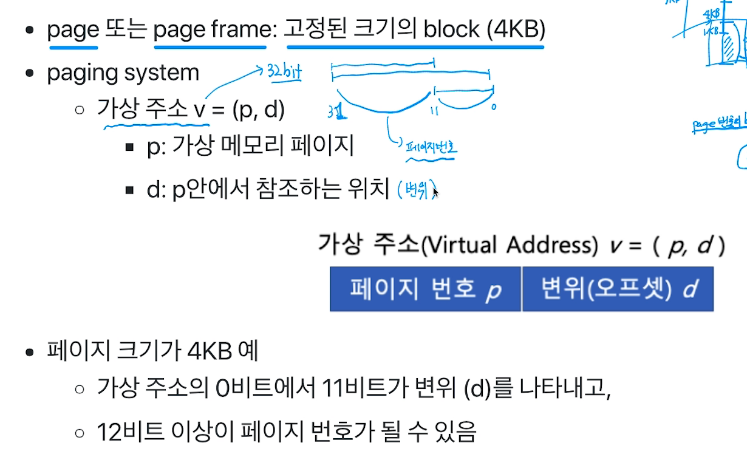 4KB
• page 또는 page frame: 고정된 크기의 block (4KB)
• paging system
32bit
○ 가상 주소 v = (p, d)
31 11 0
페이지번호
page 번호
▪ p: 가상 메모리 페이지
▪ d: p안에서 참조하는 위치 (변위)
가상 주소(Virtual Address) v = ( p, d )
페이지 번호 p 변위(오프셋) d
• 페이지 크기가 4KB 예
○ 가상 주소의 0비트에서 11비트가 변위 (d)를 나타내고,
○ 12비트 이상이 페이지 번호가 될 수 있음